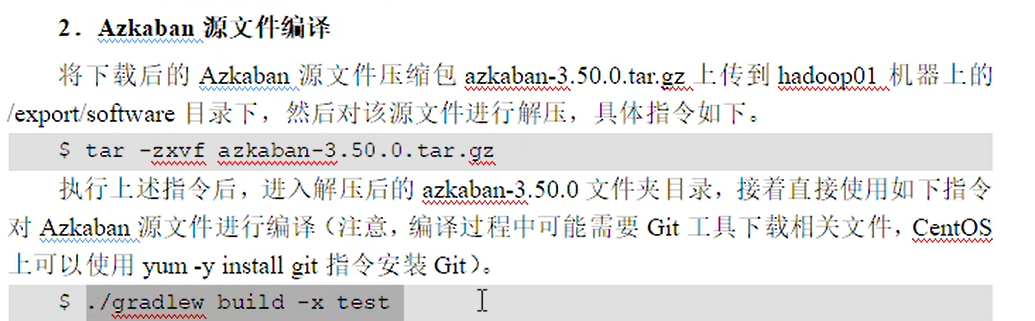 2．Azkaban 源文件编译
将下载后的 Azkaban 源文件压缩包 azkaban-3.50.0.tar.gz 上传到 hadoop01 机器上的
/export/software 目录下，然后对该源文件进行解压，具体指令如下。
$ tar -zxvf azkaban-3.50.0.tar.gz
执行上述指令后，进入解压后的 azkaban-3.50.0 文件夹目录，接着直接使用如下指令
对 Azkaban 源文件进行编译（注意，编译过程中可能需要 Git 工具下载相关文件，CentOS
上可以使用 yum -y install git 指令安装 Git）。
$ ./gradlew build -x test